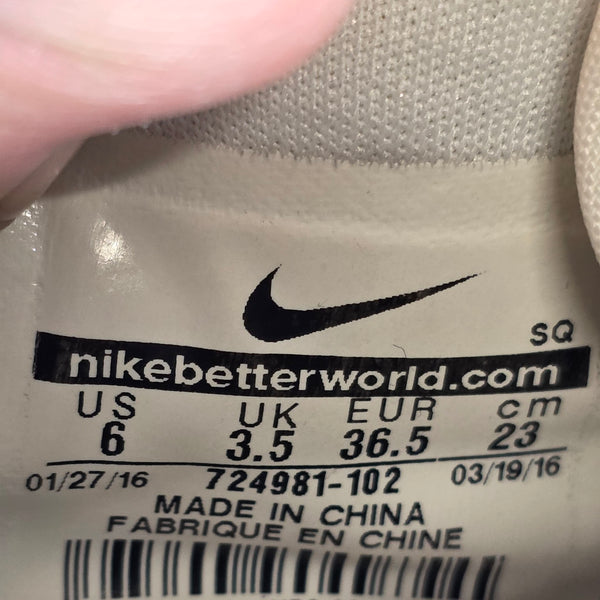 SQ
nikebetterworld.com
US UK EUR cm
6 3.5 36.5 23
01/27/16 724981-102 03/19/16
MADE IN CHINA
FABRIQUE EN CHINE